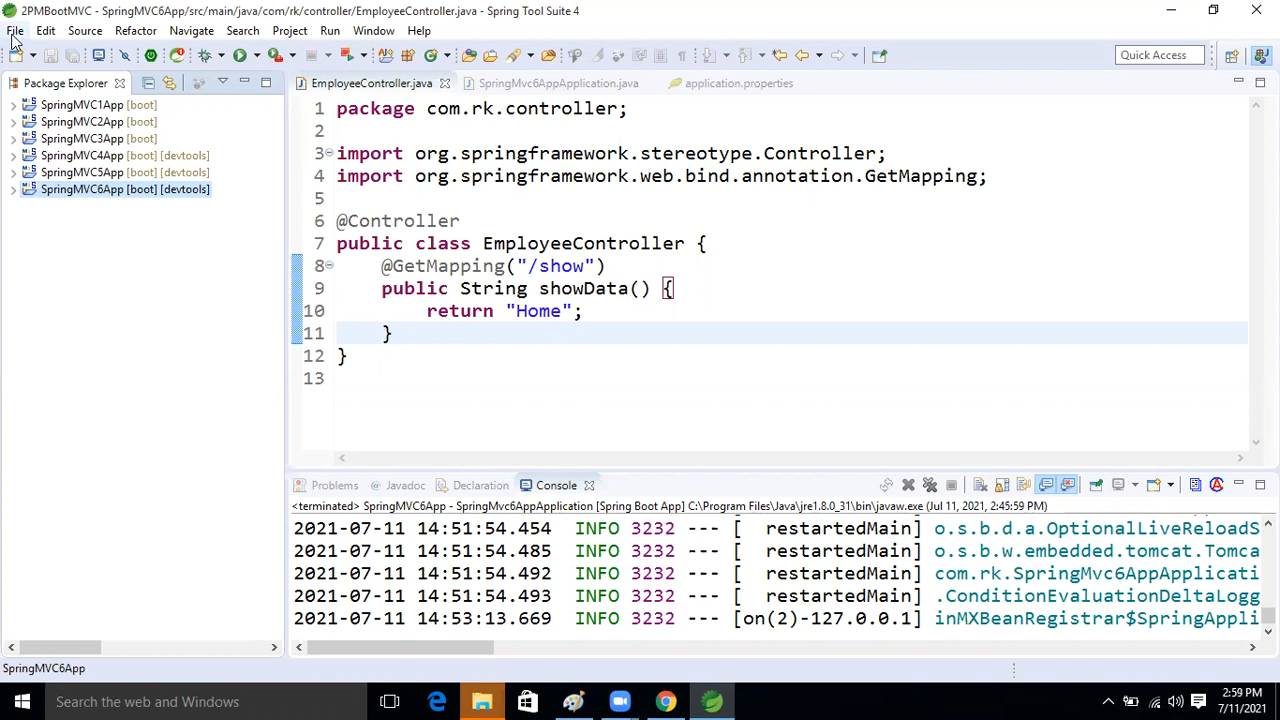 2PMBootMVC - SpringMVC6App/src/main/java/com/rk/controller/EmployeeController.java - Spring Tool Suite 4
File Edit Source Refactor Navigate Search Project Run Window Help
Quick Access
Package Explorer
EmployeeController.java SpringMvc6AppApplication.java application.properties
SpringMVC1App [boot]
SpringMVC2App [boot]
SpringMVC3App [boot]
SpringMVC4App [boot] [devtools]
SpringMVC5App [boot] [devtools]
SpringMVC6App [boot] [devtools]
1 package com.rk.controller;
2
3 import org.springframework.stereotype.Controller;
4 import org.springframework.web.bind.annotation.GetMapping;
5
6 @Controller
7 public class EmployeeController {
8 @GetMapping("/show")
9 public String showData() {
10 return "Home";
11 }
12 }
13
Problems Javadoc Declaration Console
<terminated> SpringMVC6App - SpringMvc6AppApplication [Spring Boot App] C:\Program Files\Java\jre1.8.0_31\bin\javaw.exe (Jul 11, 2021, 2:45:59 PM)
2021-07-11 14:51:54.454 INFO 3232 --- [ restartedMain] o.s.b.d.a.OptionalLiveReloadS
2021-07-11 14:51:54.485 INFO 3232 --- [ restartedMain] o.s.b.w.embedded.tomcat.Tomca
2021-07-11 14:51:54.492 INFO 3232 --- [ restartedMain] com.rk.SpringMvc6AppApplicati
2021-07-11 14:51:54.493 INFO 3232 --- [ restartedMain] .ConditionEvaluationDeltaLogg
2021-07-11 14:53:13.669 INFO 3232 --- [on(2)-127.0.0.1] inMXBeanRegistrar$SpringAppli
SpringMVC6App
Search the web and Windows
2:59 PM
7/11/2021